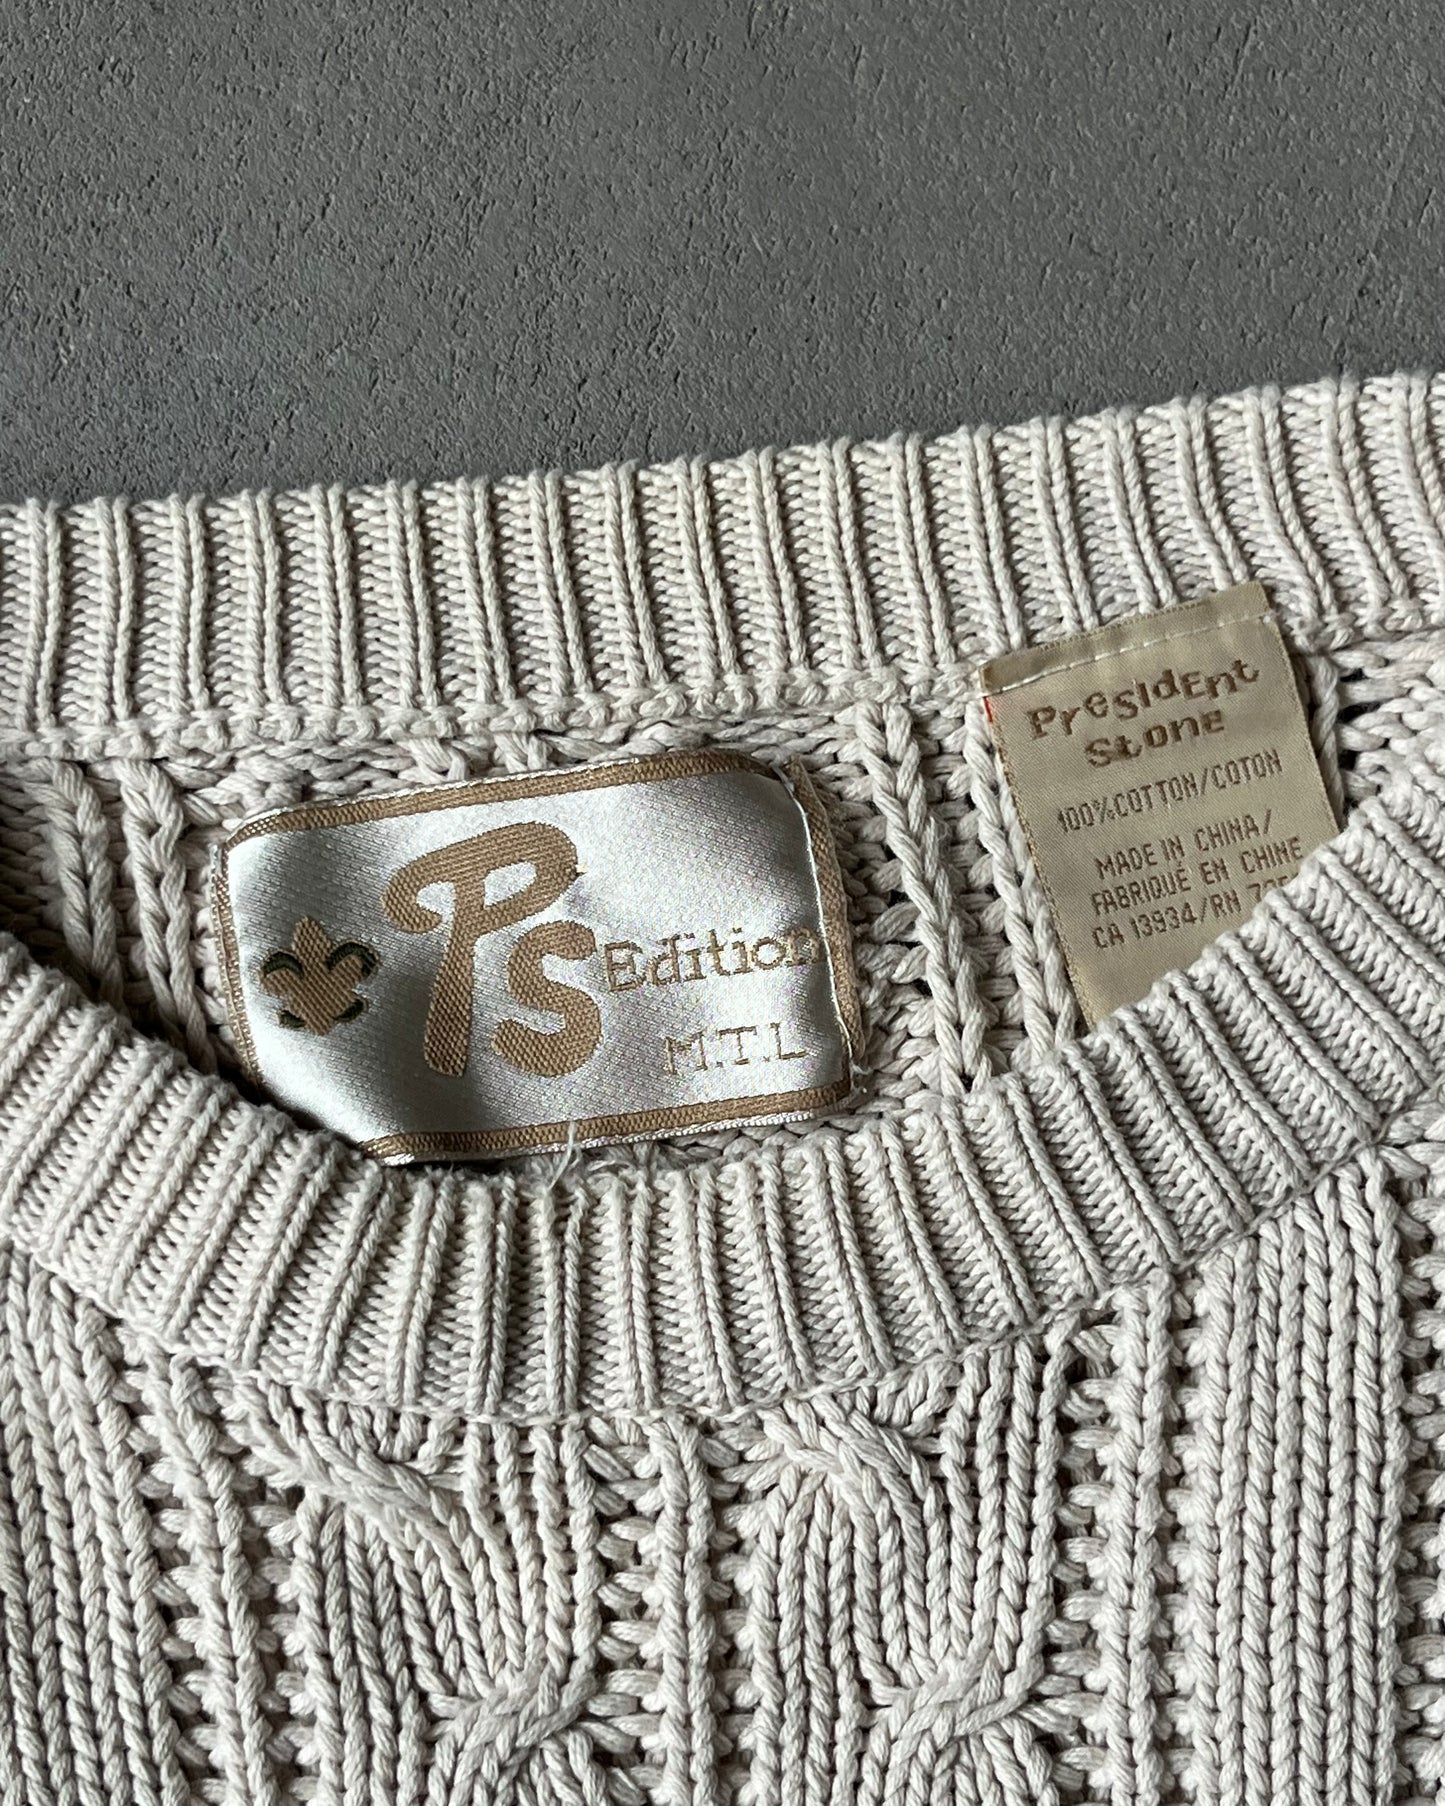 PS Edition
M.T.L
PresIdEnt
Stone
100%COTTON/COTON
MADE IN CHINA/
FABRIQUÉ EN CHINE
CA 13934/RN